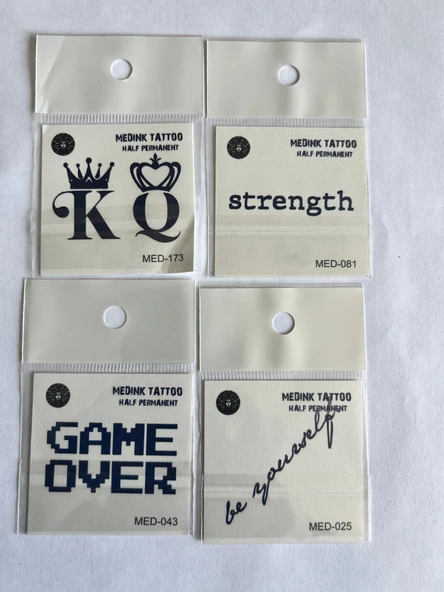 MEDINK TATTOO
HALF PERMANENT
K Q
MED-173
MEDINK TATTOO
HALF PERMANENT
strength
MED-081
MEDINK TATTOO
HALF PERMANENT
GAME
OVER
MED-043
MEDINK TATTOO
HALF PERMANENT
be yourself
MED-025